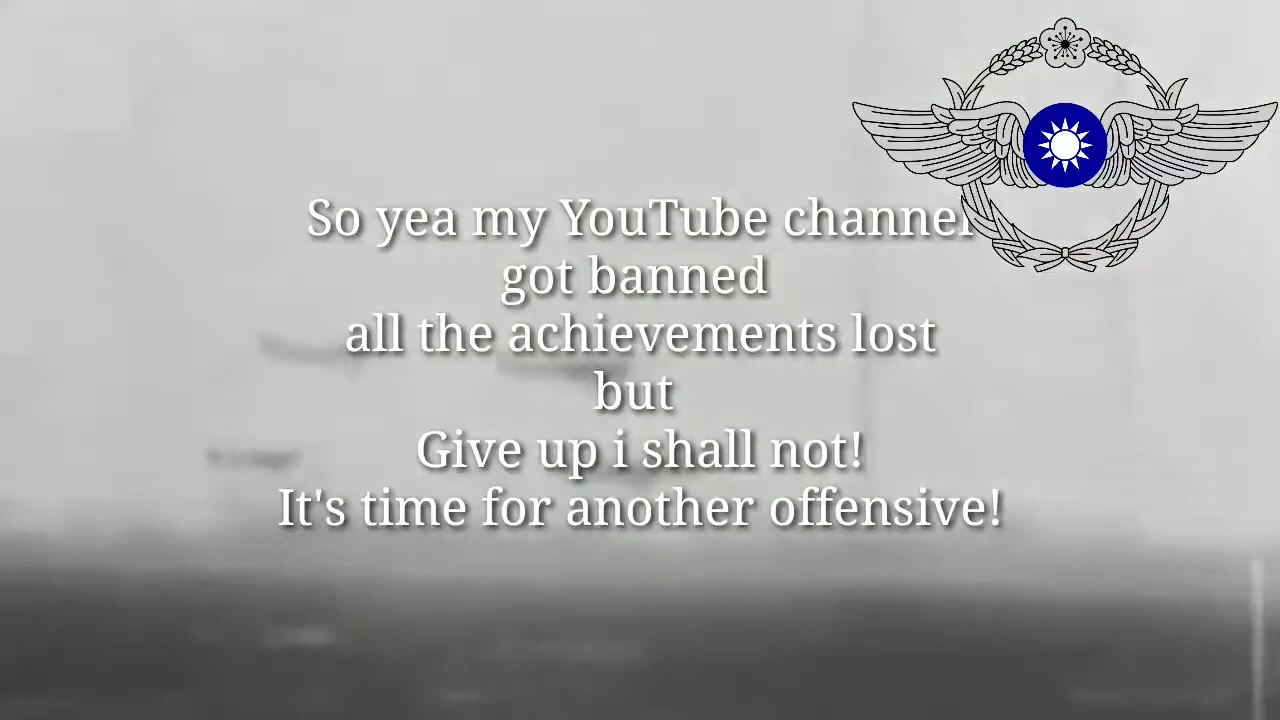 So yea my YouTube channel
got banned
all the achievements lost
but
Give up i shall not!
It's time for another offensive!